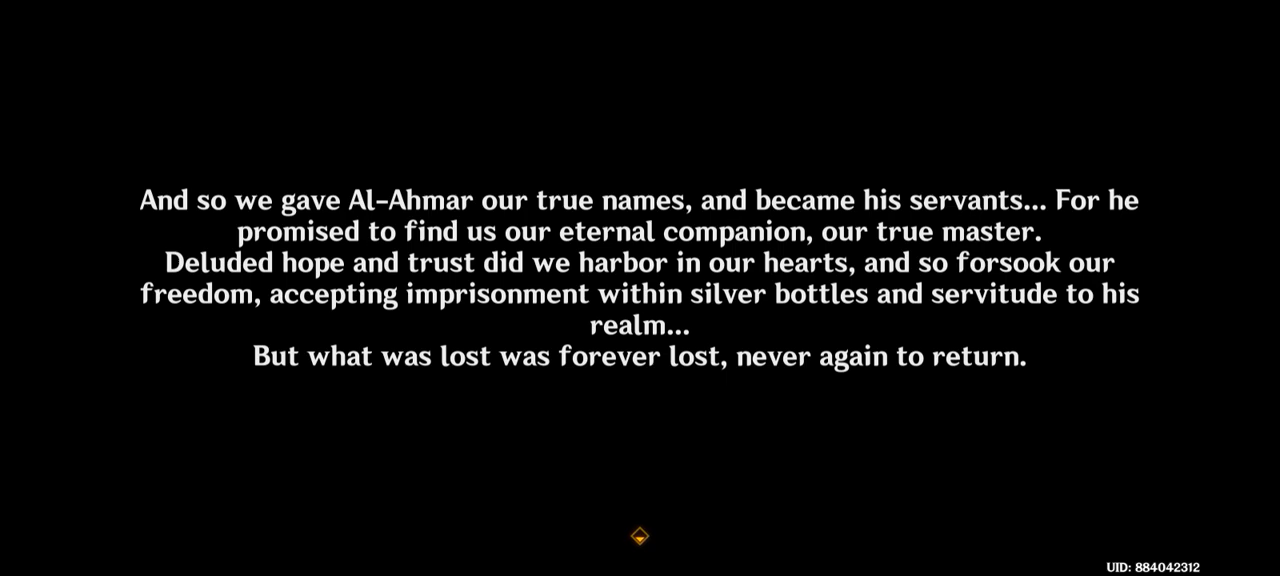 And so we gave Al-Ahmar our true names, and became his servants... For he
promised to find us our eternal companion, our true master.
Deluded hope and trust did we harbor in our hearts, and so forsook our
freedom, accepting imprisonment within silver bottles and servitude to his
realm...
But what was lost was forever lost, never again to return.
UID: 884042312